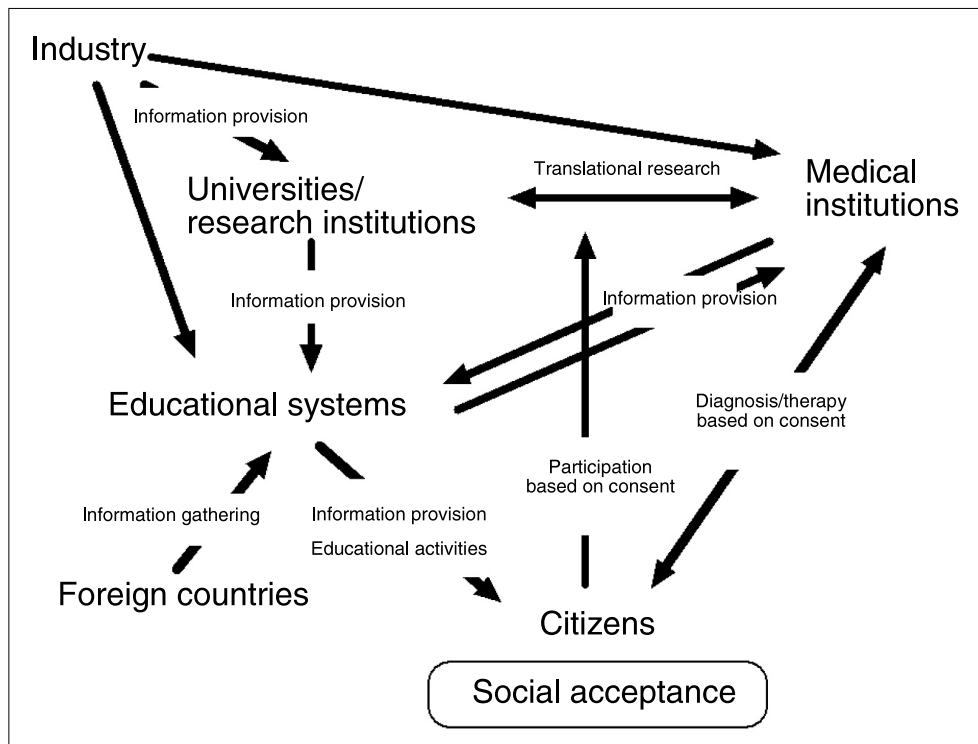 Industry
Information provision
Translational research
Medical
institutions
Universities/
research institutions
Information provision
Information provision
Educational systems
Diagnosis/therapy
based on consent
Participation
based on consent
Information gathering
Information provision
Educational activities
Foreign countries
Citizens
Social acceptance